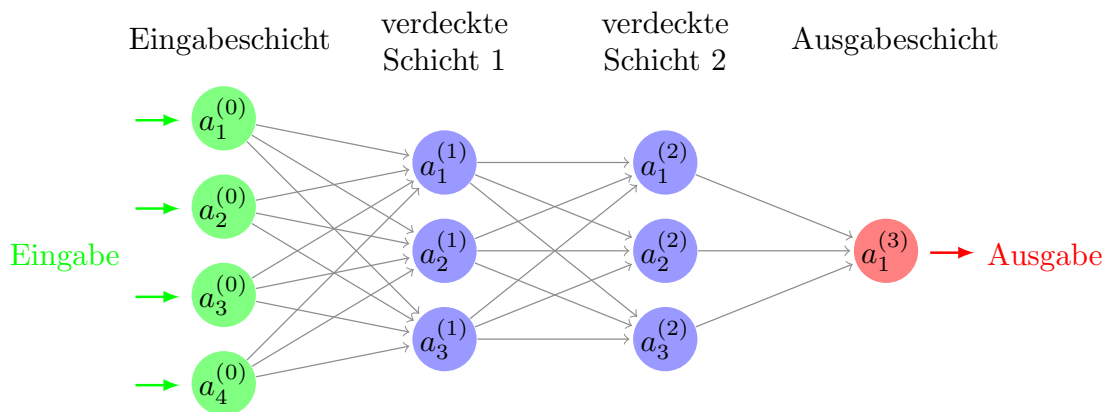 Eingabeschicht
verdeckte
Schicht 1
verdeckte
Schicht 2
Ausgabeschicht
Eingabe
a_1^{(0)}
a_2^{(0)}
a_3^{(0)}
a_4^{(0)}
a_1^{(1)}
a_2^{(1)}
a_3^{(1)}
a_1^{(2)}
a_2^{(2)}
a_3^{(2)}
a_1^{(3)}
Ausgabe